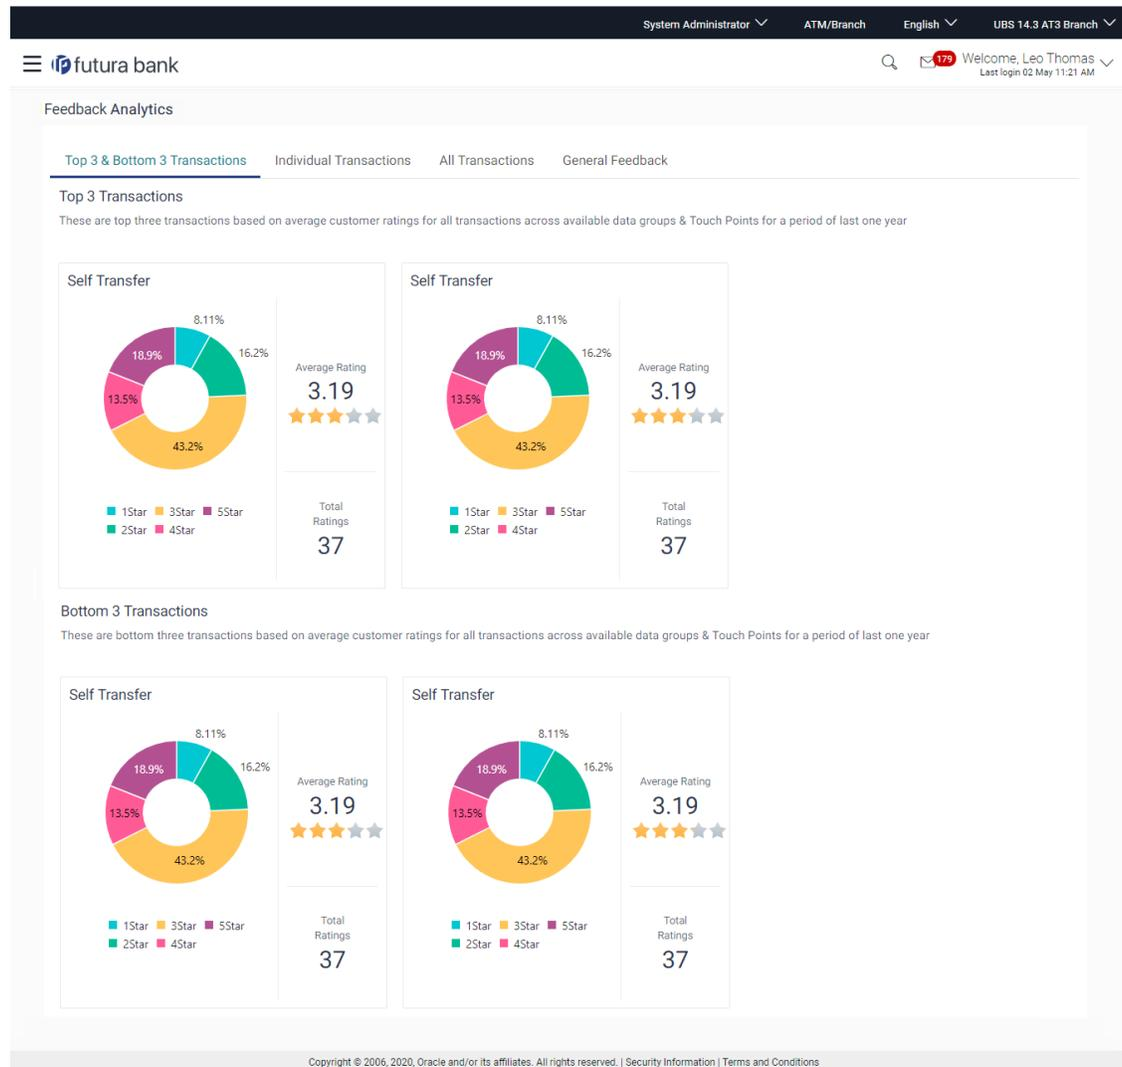 System Administrator ATM/Branch English UBS 14.3 AT3 Branch
futura bank 179 Welcome, Leo Thomas
Last login 02 May 11:21 AM
Feedback Analytics
Top 3 & Bottom 3 Transactions Individual Transactions All Transactions General Feedback
Top 3 Transactions
These are top three transactions based on average customer ratings for all transactions across available data groups & Touch Points for a period of last one year
Self Transfer
8.11%
16.2%
18.9%
13.5%
43.2%
1Star 3Star 5Star
2Star 4Star
Average Rating
3.19
Total
Ratings
37
Self Transfer
8.11%
16.2%
18.9%
13.5%
43.2%
1Star 3Star 5Star
2Star 4Star
Average Rating
3.19
Total
Ratings
37
Bottom 3 Transactions
These are bottom three transactions based on average customer ratings for all transactions across available data groups & Touch Points for a period of last one year
Self Transfer
8.11%
16.2%
18.9%
13.5%
43.2%
1Star 3Star 5Star
2Star 4Star
Average Rating
3.19
Total
Ratings
37
Self Transfer
8.11%
16.2%
18.9%
13.5%
43.2%
1Star 3Star 5Star
2Star 4Star
Average Rating
3.19
Total
Ratings
37
Copyright © 2006, 2020, Oracle and/or its affiliates. All rights reserved. | Security Information | Terms and Conditions